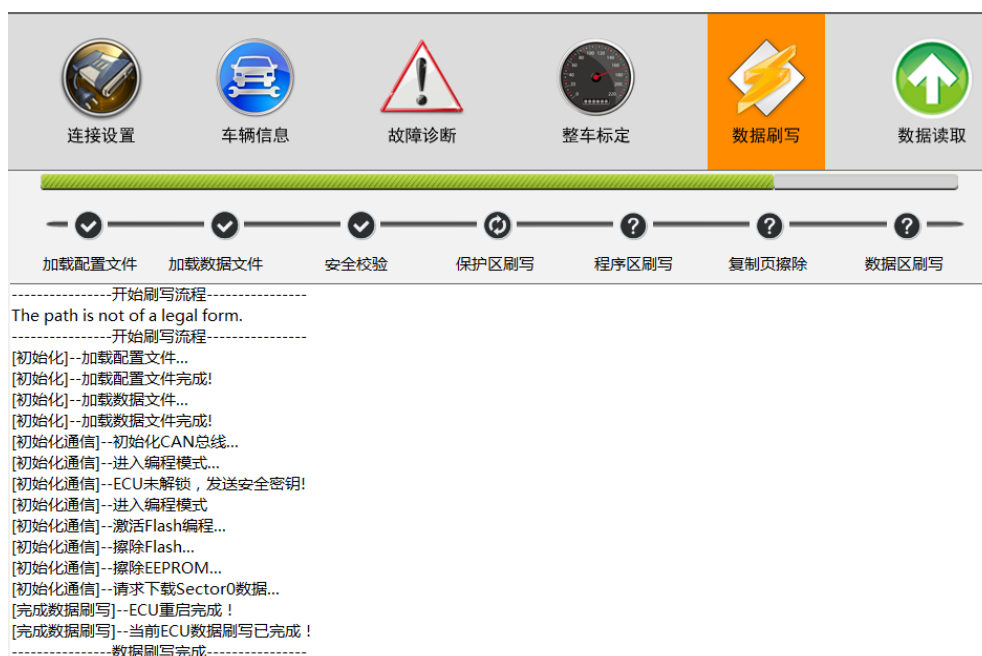 连接设置 车辆信息 故障诊断 整车标定 数据刷写 数据读取
加载配置文件 加载数据文件 安全校验 保护区刷写 程序区刷写 复制页擦除 数据区刷写
----------------开始刷写流程----------------
The path is not of a legal form.
----------------开始刷写流程----------------
[初始化]--加载配置文件...
[初始化]--加载配置文件完成!
[初始化]--加载数据文件...
[初始化]--加载数据文件完成!
[初始化通信]--初始化CAN总线...
[初始化通信]--进入编程模式...
[初始化通信]--ECU未解锁，发送安全密钥!
[初始化通信]--进入编程模式
[初始化通信]--激活Flash编程...
[初始化通信]--擦除Flash...
[初始化通信]--擦除EEPROM...
[初始化通信]--请求下载Sector0数据...
[完成数据刷写]--ECU重启完成！
[完成数据刷写]--当前ECU数据刷写已完成！
----------------数据刷写完成----------------